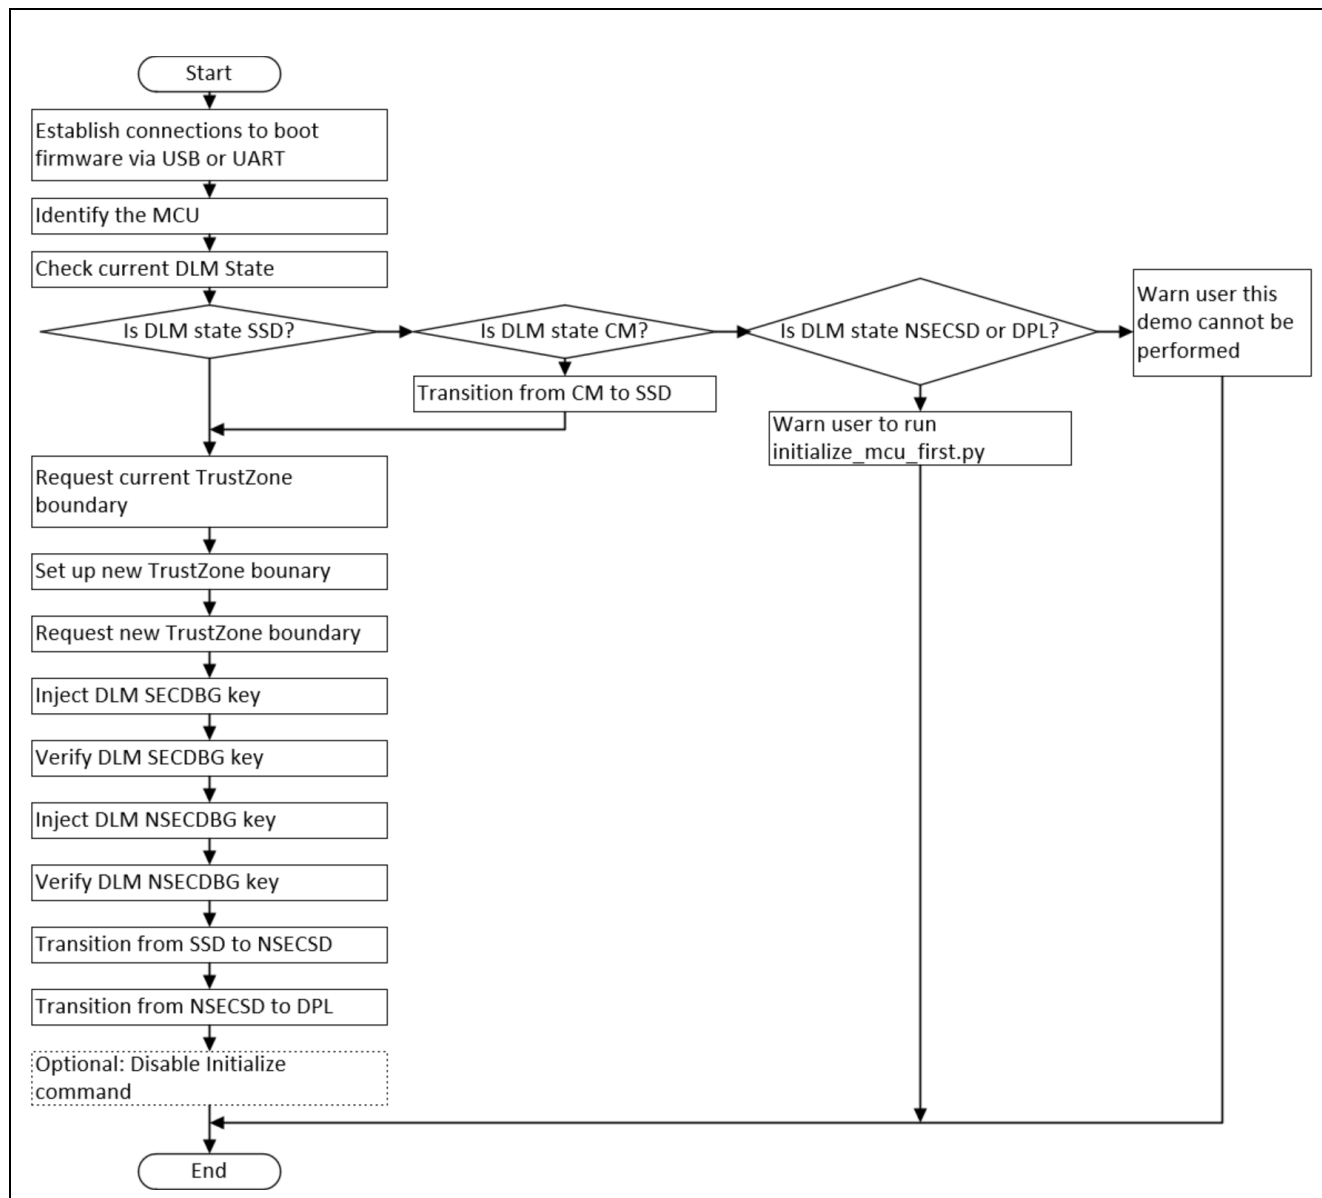 Start
Establish connections to boot
firmware via USB or UART
Identify the MCU
Check current DLM State
Is DLM state SSD?
Is DLM state CM?
Is DLM state NSECSD or DPL?
Warn user this
demo cannot be
performed
Transition from CM to SSD
Warn user to run
initialize_mcu_first.py
Request current TrustZone
boundary
Set up new TrustZone bounary
Request new TrustZone boundary
Inject DLM SECDBG key
Verify DLM SECDBG key
Inject DLM NSECDBG key
Verify DLM NSECDBG key
Transition from SSD to NSECSD
Transition from NSECSD to DPL
Optional: Disable Initialize
command
End